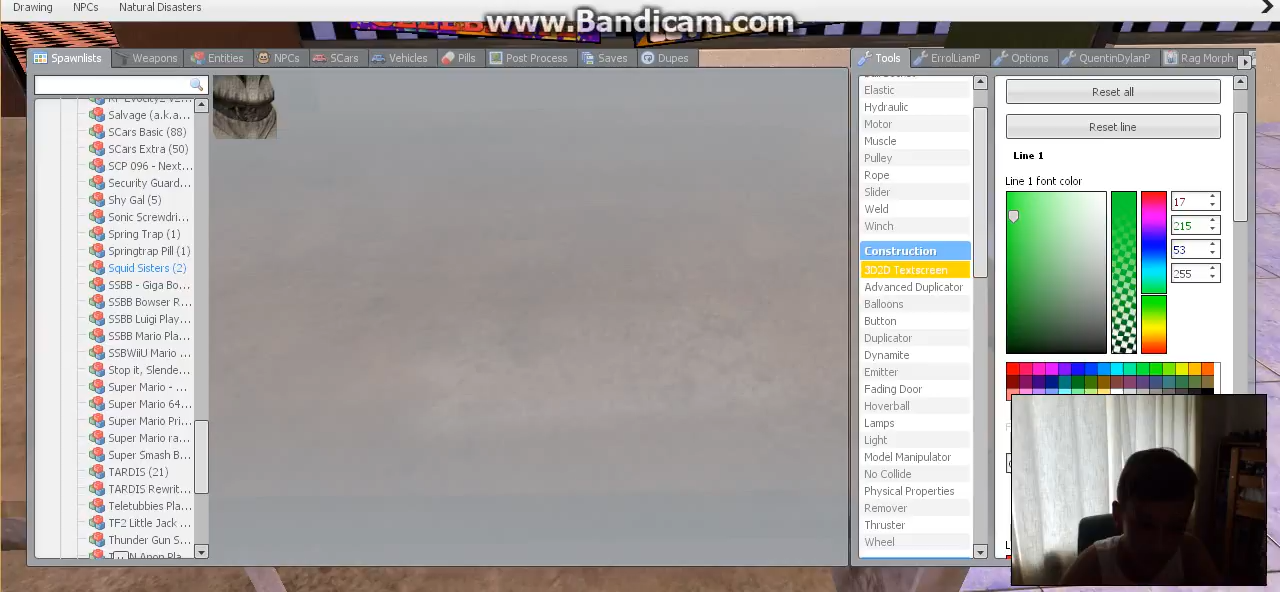 Drawing NPCs Natural Disasters
www.Bandicam.com
Spawnlists Weapons Entities NPCs SCars Vehicles Pills Post Process Saves Dupes
Salvage (a.k.a...
SCars Basic (88)
SCars Extra (50)
SCP 096 - Next...
Security Guard...
Shy Gal (5)
Sonic Screwdri...
Spring Trap (1)
Springtrap Pill (1)
Squid Sisters (2)
SSBB - Giga Bo...
SSBB Bowser R...
SSBB Luigi Play...
SSBB Mario Pla...
SSBWiiU Mario ...
Stop it, Slende...
Super Mario - ...
Super Mario 64...
Super Mario Pri...
Super Mario ra...
Super Smash B...
TARDIS (21)
TARDIS Rewrit...
Teletubbies Pla...
TF2 Little Jack ...
Thunder Gun S...
Tools ErrolLiamP Options QuentinDylanP Rag Morph
Elastic
Hydraulic
Motor
Muscle
Pulley
Rope
Slider
Weld
Winch
Construction
3D2D Textscreen
Advanced Duplicator
Balloons
Button
Duplicator
Dynamite
Emitter
Fading Door
Hoverball
Lamps
Light
Model Manipulator
No Collide
Physical Properties
Remover
Thruster
Wheel
Reset all
Reset line
Line 1
Line 1 font color
17
215
53
255